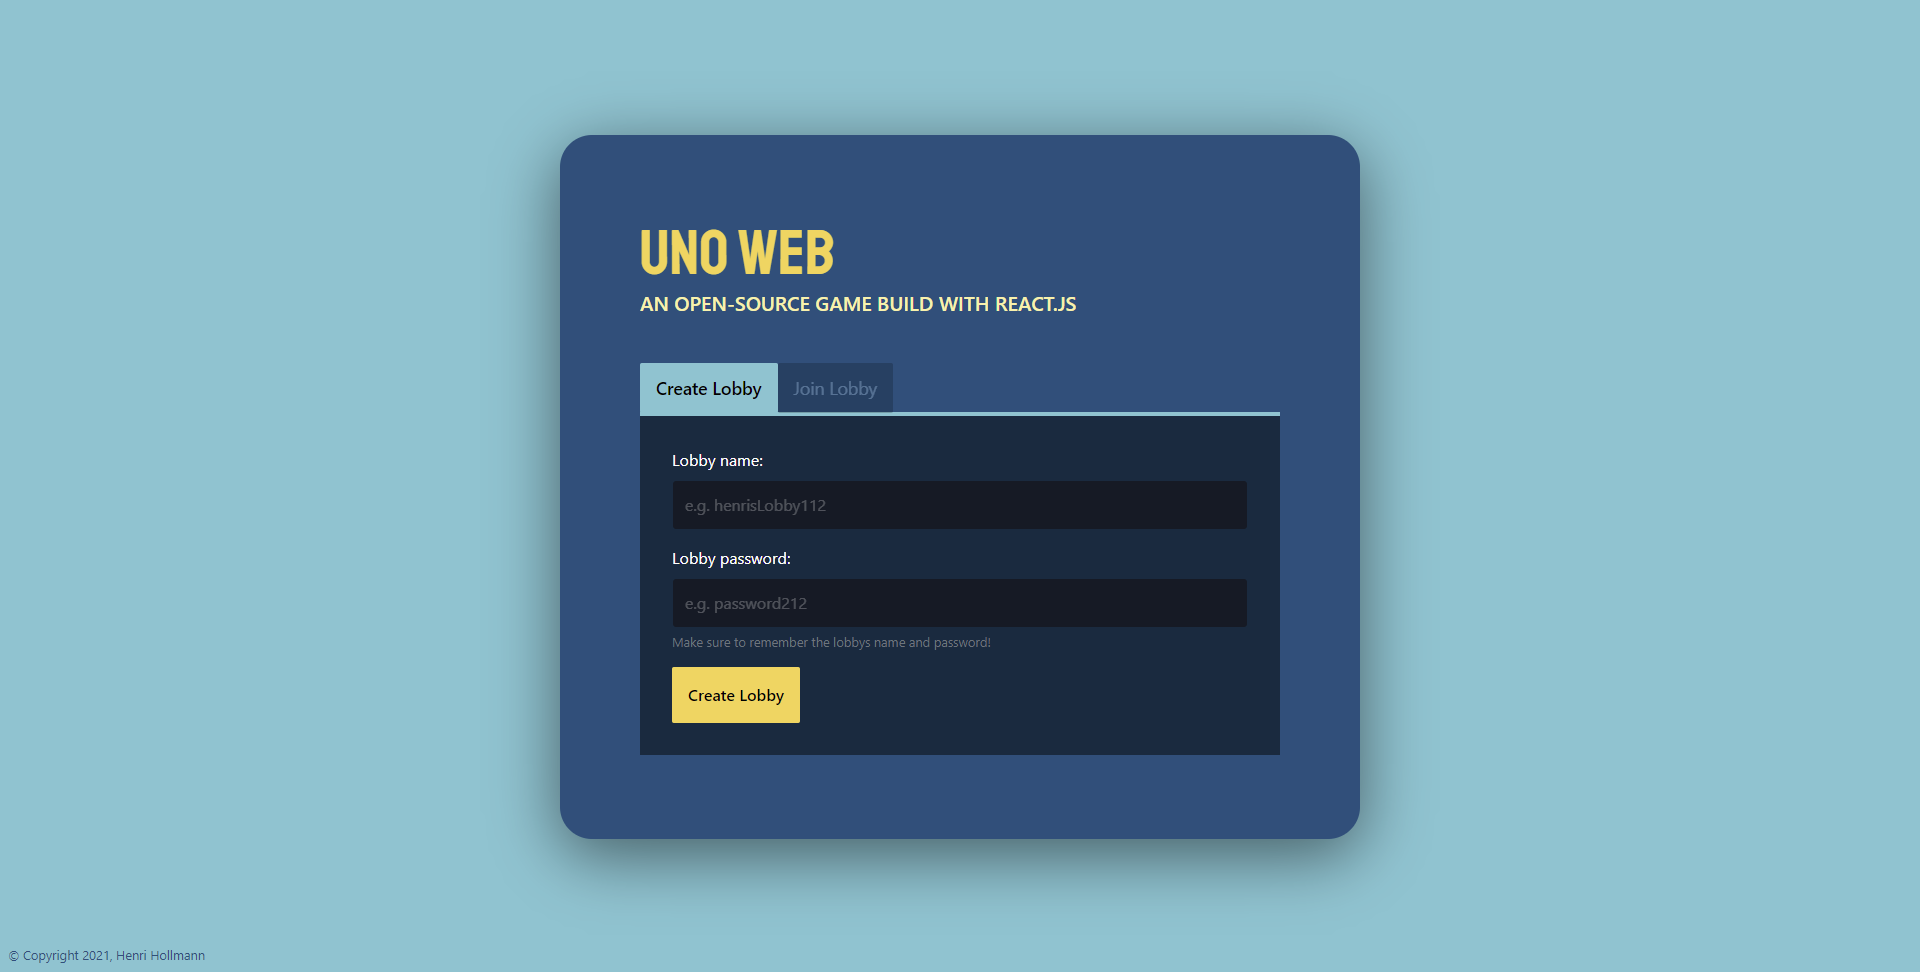 UNO WEB
AN OPEN-SOURCE GAME BUILD WITH REACT.JS
Create Lobby Join Lobby
Lobby name:
e.g. henrisLobby112
Lobby password:
e.g. password212
Make sure to remember the lobbys name and password!
Create Lobby
© Copyright 2021, Henri Hollmann